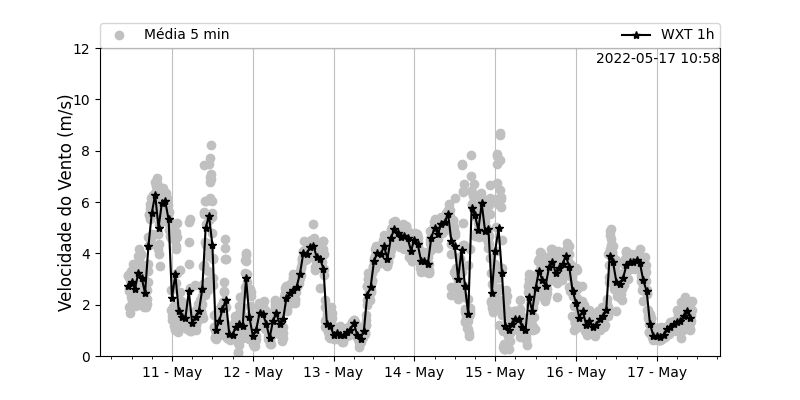 Média 5 min
WXT 1h
2022-05-17 10:58
Velocidade do Vento (m/s)
12
10
8
6
4
2
0
11 - May
12 - May
13 - May
14 - May
15 - May
16 - May
17 - May